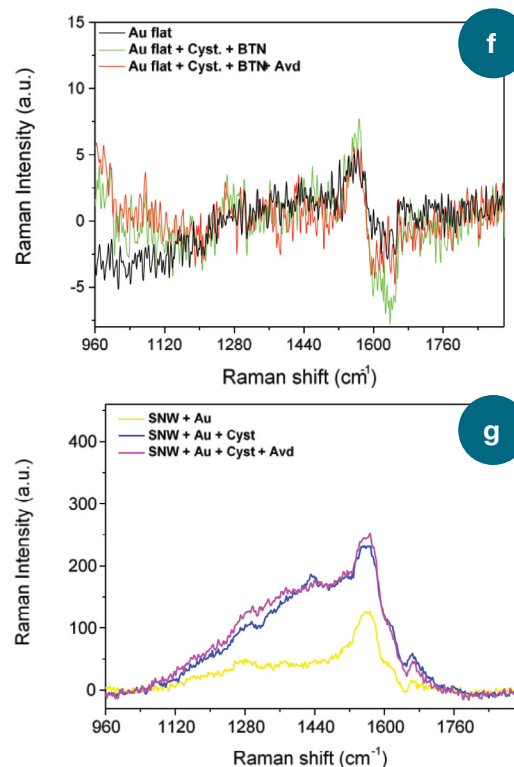 f
Au flat
Au flat + Cyst. + BTN
Au flat + Cyst. + BTN+ Avd
15
10
5
0
-5
Raman Intensity (a.u.)
960 1120 1280 1440 1600 1760
Raman shift (cm-1)
g
SNW + Au
SNW + Au + Cyst
SNW + Au + Cyst + Avd
400
300
200
100
0
Raman Intensity (a.u.)
960 1120 1280 1440 1600 1760
Raman shift (cm⁻¹)